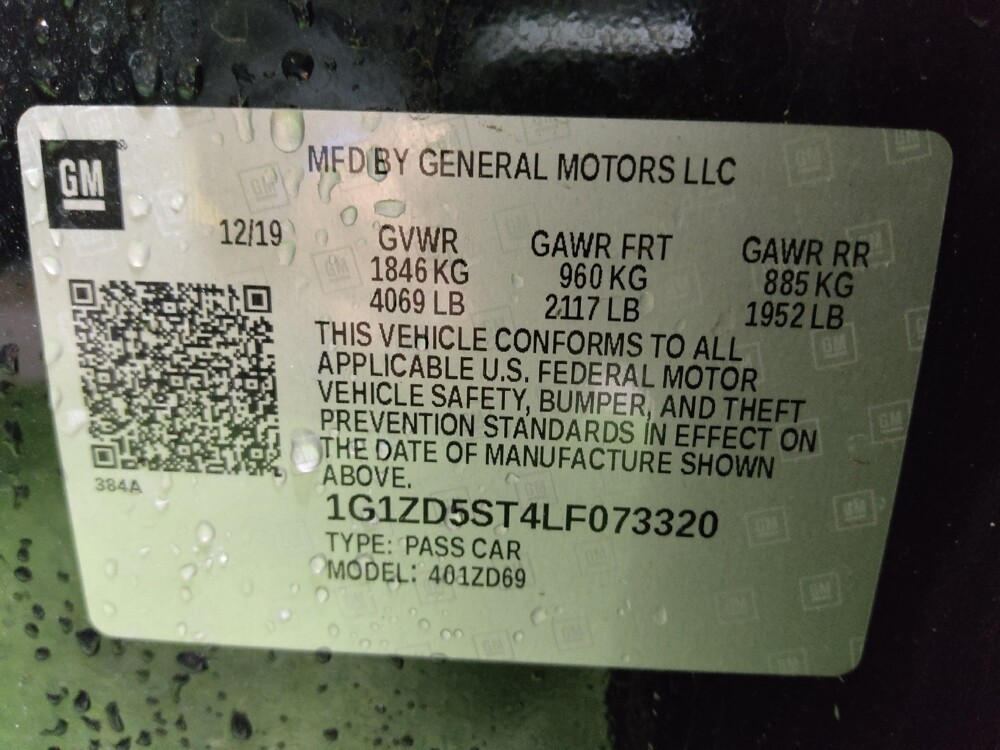 GM
MFD BY GENERAL MOTORS LLC
12/19
GVWR GAWR FRT GAWR RR
1846 KG 960 KG 885 KG
4069 LB 2117 LB 1952 LB
THIS VEHICLE CONFORMS TO ALL
APPLICABLE U.S. FEDERAL MOTOR
VEHICLE SAFETY, BUMPER, AND THEFT
PREVENTION STANDARDS IN EFFECT ON
THE DATE OF MANUFACTURE SHOWN
ABOVE.
384A
1G1ZD5ST4LF073320
TYPE: PASS CAR
MODEL: 401ZD69